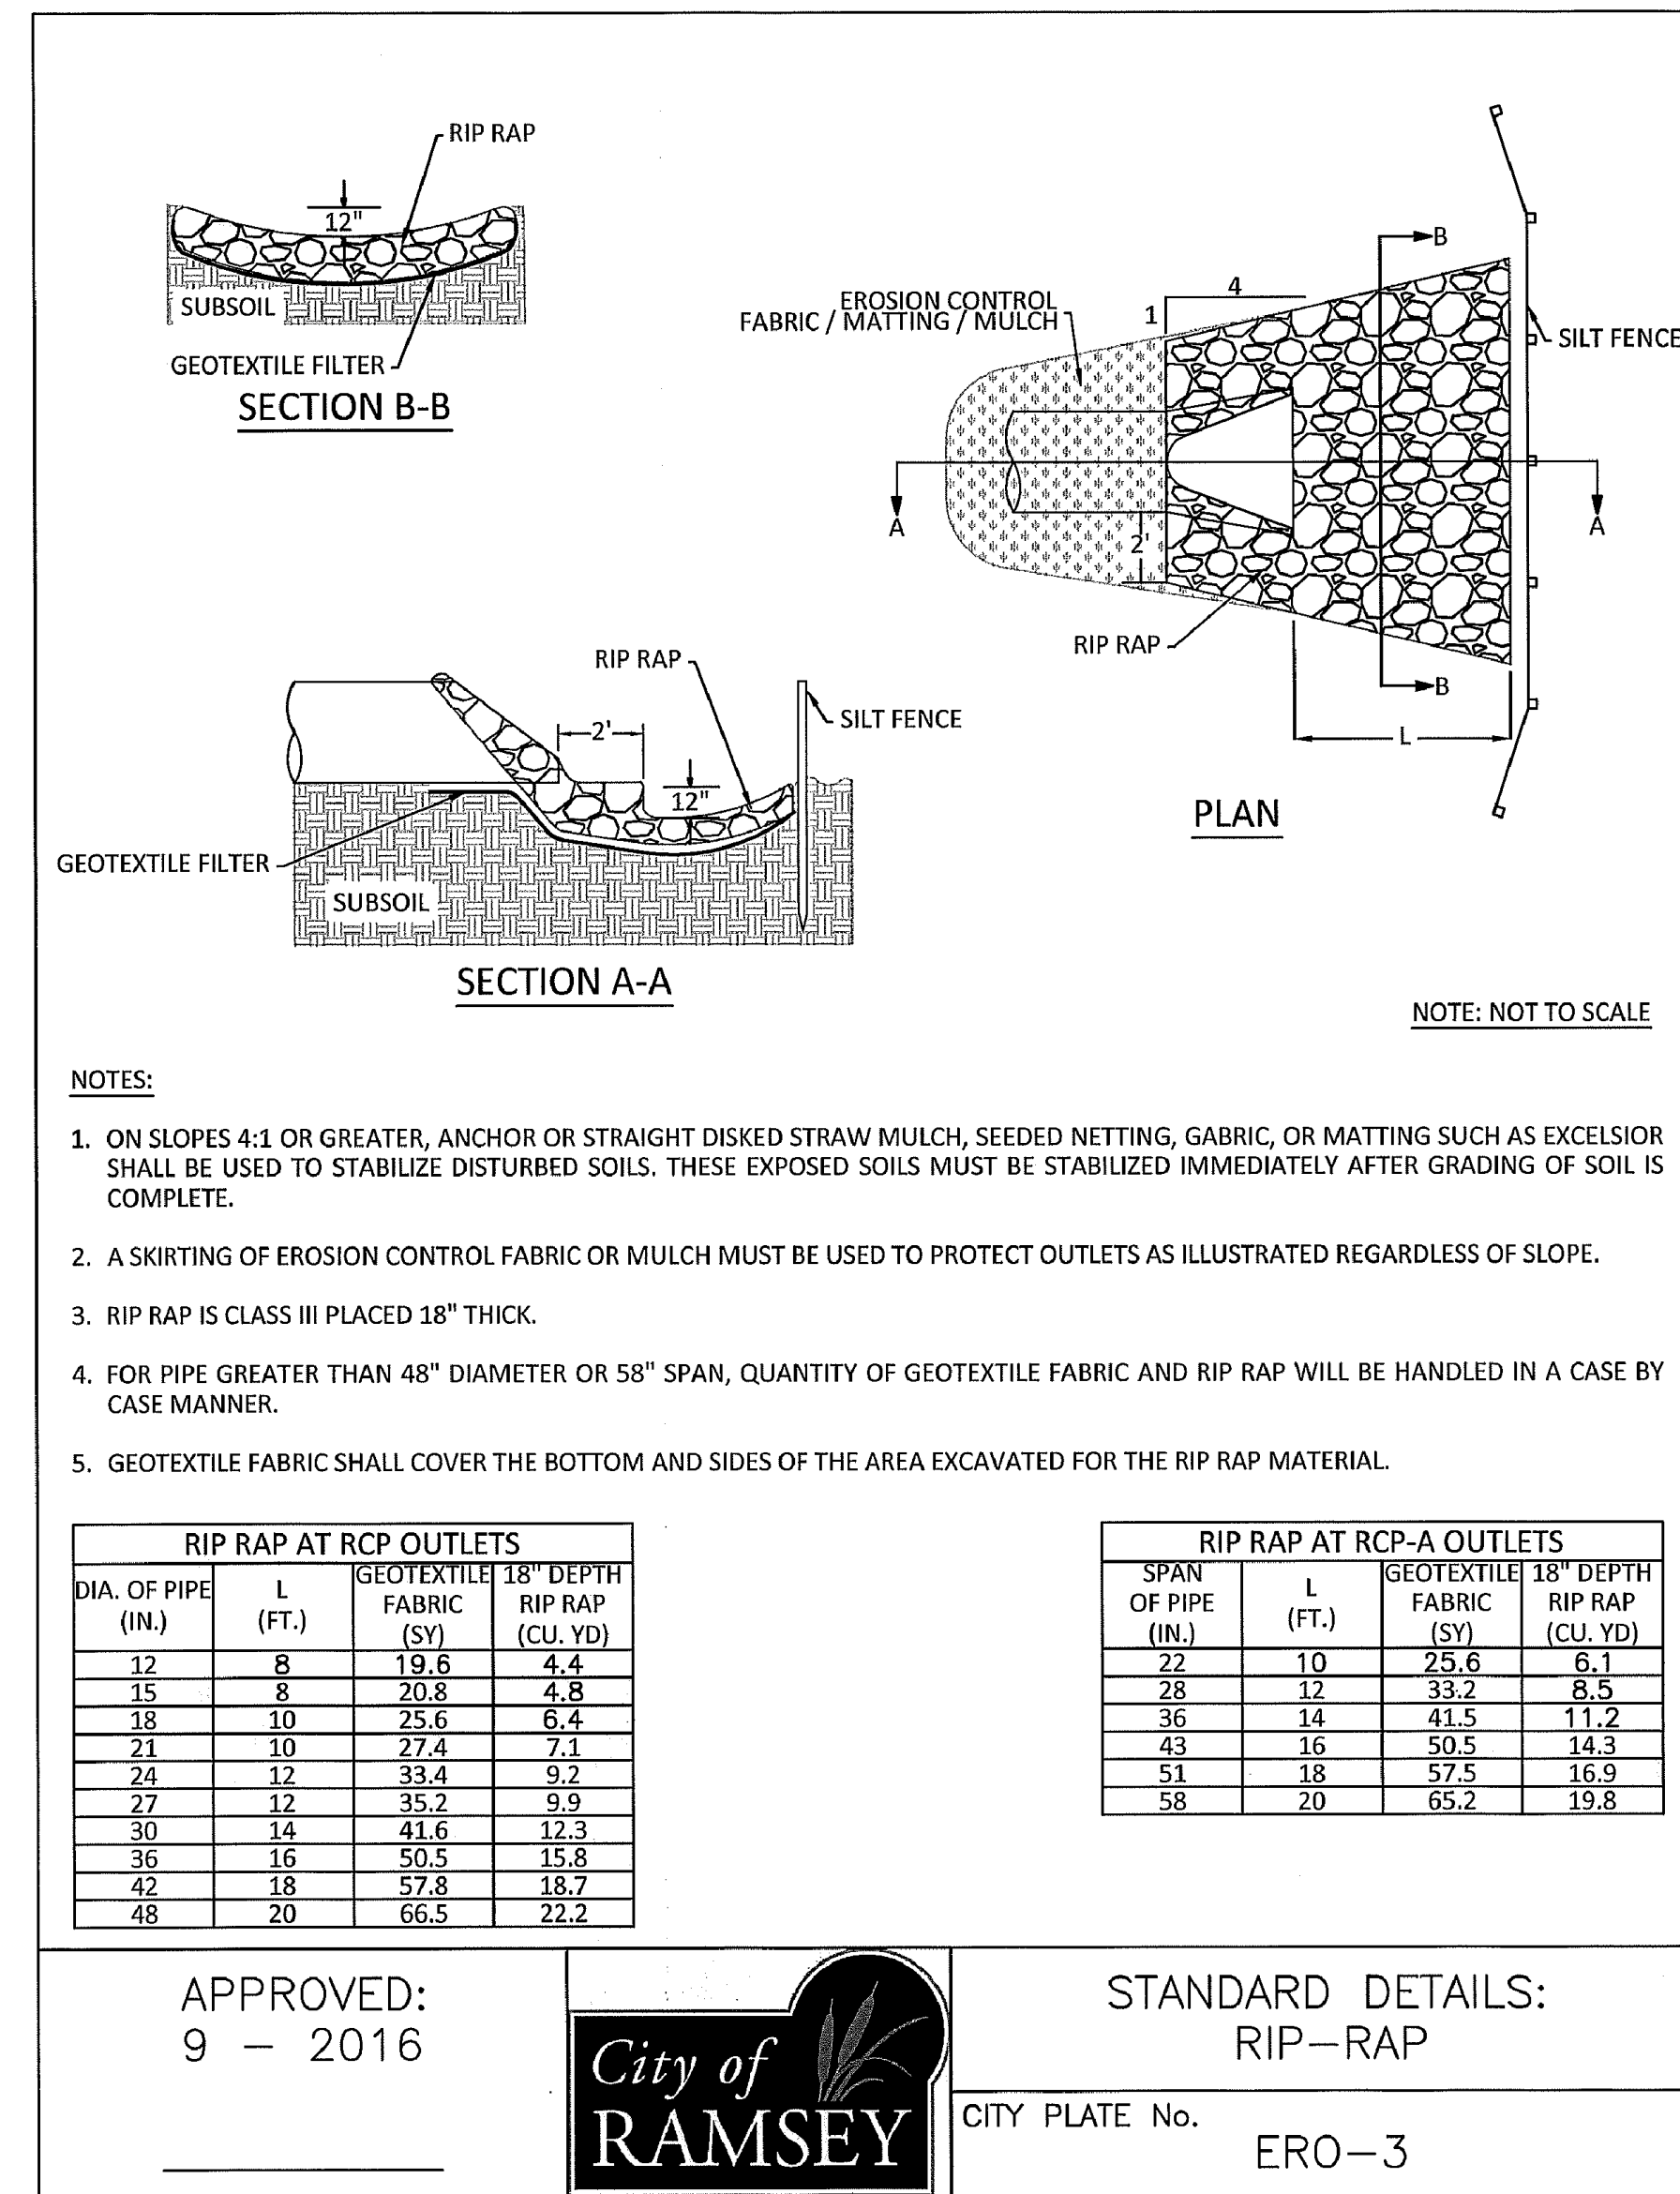 RIP RAP
12"
SUBSOIL
GEOTEXTILE FILTER
SECTION B-B
EROSION CONTROL
FABRIC / MATTING / MULCH
1
4
B
SILT FENCE
A
A
2'
RIP RAP
B
L
PLAN
RIP RAP
2'
SILT FENCE
12"
GEOTEXTILE FILTER
SUBSOIL
SECTION A-A
NOTE: NOT TO SCALE
NOTES:
1. ON SLOPES 4:1 OR GREATER, ANCHOR OR STRAIGHT DISKED STRAW MULCH, SEEDED NETTING, GABRIC, OR MATTING SUCH AS EXCELSIOR
SHALL BE USED TO STABILIZE DISTURBED SOILS. THESE EXPOSED SOILS MUST BE STABILIZED IMMEDIATELY AFTER GRADING OF SOIL IS
COMPLETE.
2. A SKIRTING OF EROSION CONTROL FABRIC OR MULCH MUST BE USED TO PROTECT OUTLETS AS ILLUSTRATED REGARDLESS OF SLOPE.
3. RIP RAP IS CLASS III PLACED 18" THICK.
4. FOR PIPE GREATER THAN 48" DIAMETER OR 58" SPAN, QUANTITY OF GEOTEXTILE FABRIC AND RIP RAP WILL BE HANDLED IN A CASE BY
CASE MANNER.
5. GEOTEXTILE FABRIC SHALL COVER THE BOTTOM AND SIDES OF THE AREA EXCAVATED FOR THE RIP RAP MATERIAL.
RIP RAP AT RCP OUTLETS
DIA. OF PIPE (IN.) L (FT.) GEOTEXTILE FABRIC (SY) 18" DEPTH RIP RAP (CU. YD)
12 8 19.6 4.4
15 8 20.8 4.8
18 10 25.6 6.4
21 10 27.4 7.1
24 12 33.4 9.2
27 12 35.2 9.9
30 14 41.6 12.3
36 16 50.5 15.8
42 18 57.8 18.7
48 20 66.5 22.2
RIP RAP AT RCP-A OUTLETS
SPAN OF PIPE (IN.) L (FT.) GEOTEXTILE FABRIC (SY) 18" DEPTH RIP RAP (CU. YD)
22 10 25.6 6.1
28 12 33.2 8.5
36 14 41.5 11.2
43 16 50.5 14.3
51 18 57.5 16.9
58 20 65.2 19.8
APPROVED:
9 – 2016
City of
RAMSEY
STANDARD DETAILS:
RIP–RAP
CITY PLATE No.
ERO–3